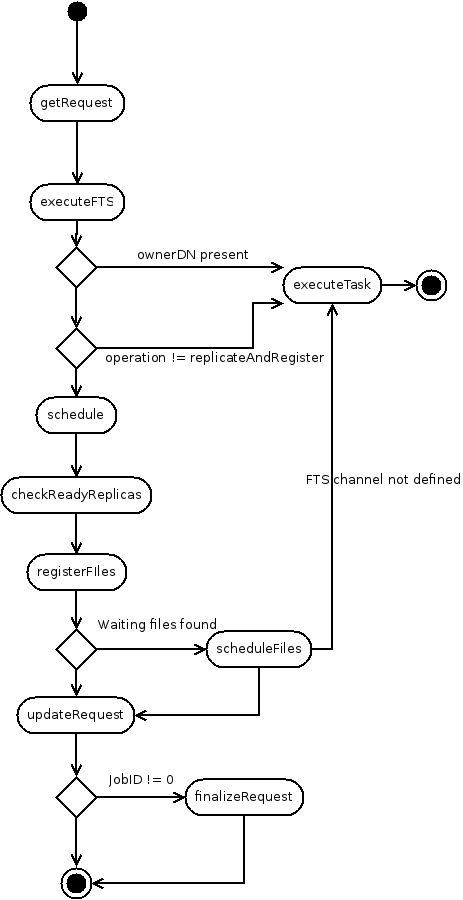 getRequest
executeFTS
ownerDN present
executeTask
operation != replicateAndRegister
schedule
FTS channel not defined
checkReadyReplicas
registerFIles
Waiting files found
scheduleFiles
updateRequest
JobID != 0
finalizeRequest